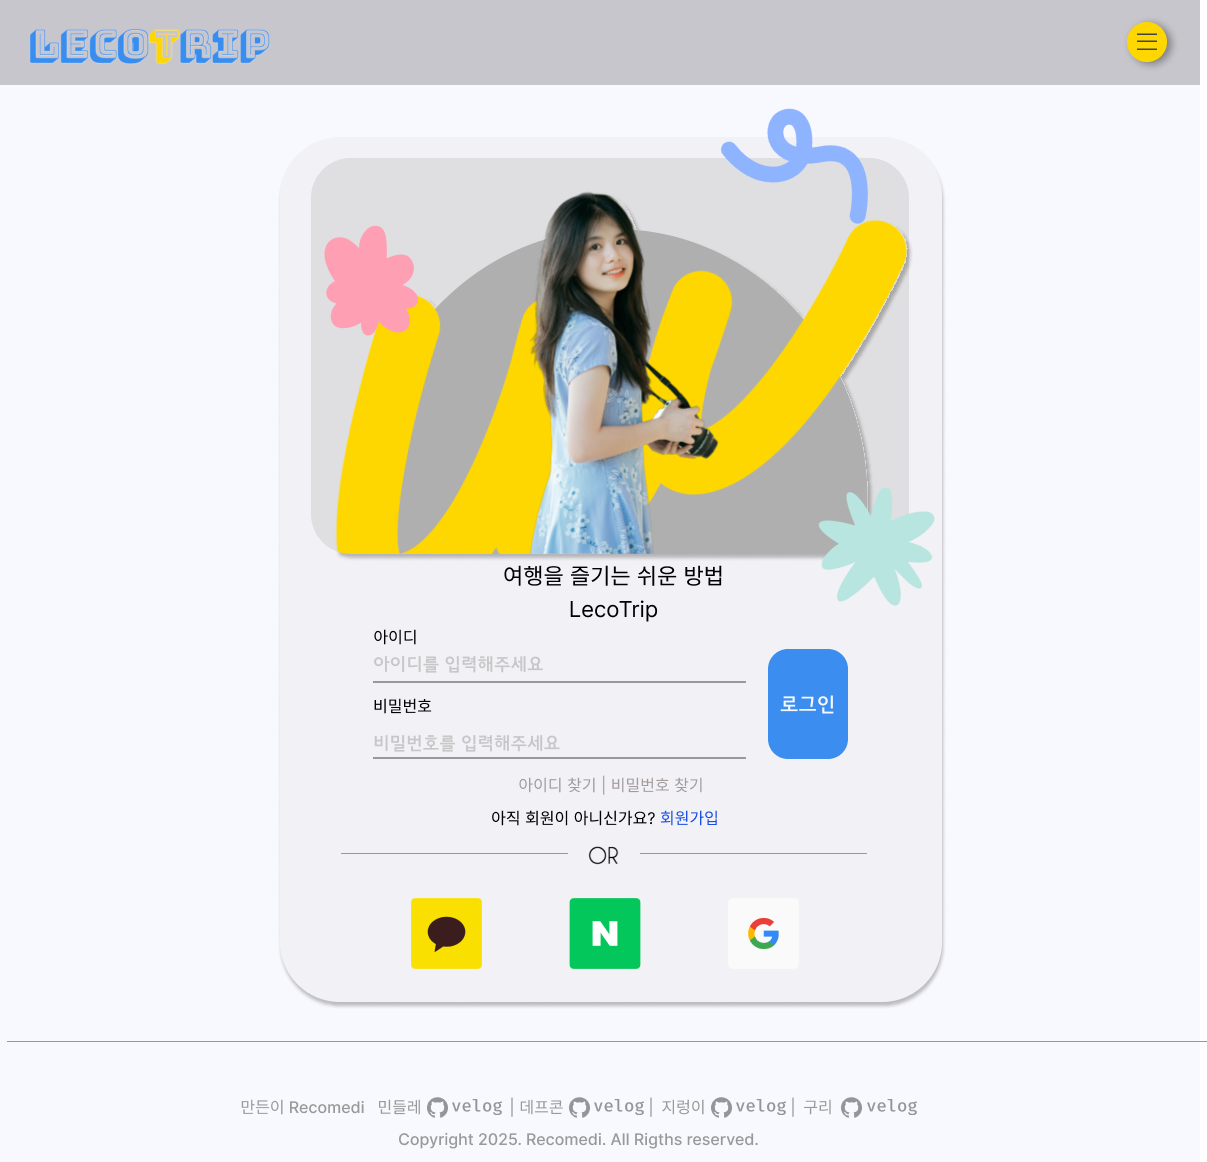 LECOTRIP
여행을 즐기는 쉬운 방법
LecoTrip
아이디
아이디를 입력해주세요
비밀번호
비밀번호를 입력해주세요
로그인
아이디 찾기 | 비밀번호 찾기
아직 회원이 아니신가요? 회원가입
OR
N
G
만든이 Recomedi 민들레 velog | 데프콘 velog | 지렁이 velog | 구리 velog
Copyright 2025. Recomedi. All Rigths reserved.